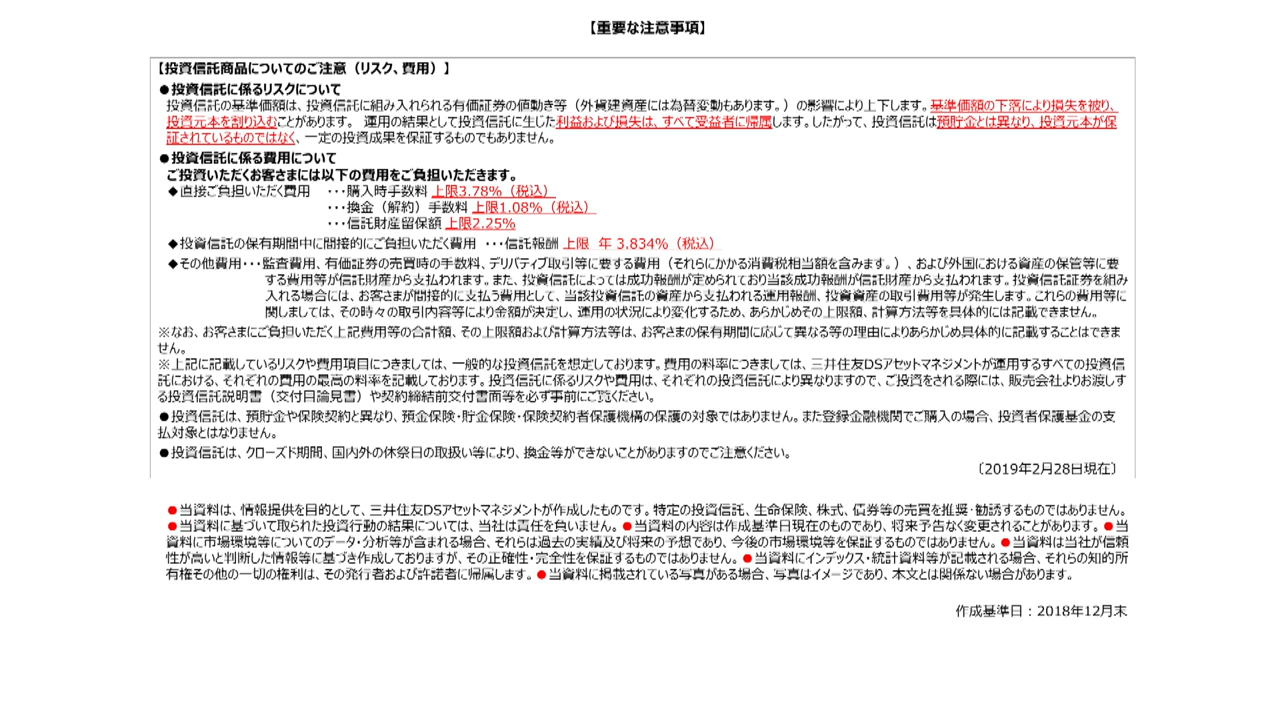 【重要な注意事項】
【投資信託商品についてのご注意（リスク、費用）】
●投資信託に係るリスクについて
投資信託の基準価額は、投資信託に組み入れられる有価証券の値動き等（外貨建資産には為替変動もあります。）の影響により上下します。基準価額の下落により損失を被り、
投資元本を割り込むことがあります。 運用の結果として投資信託に生じた利益および損失は、すべて受益者に帰属します。したがって、投資信託は預貯金とは異なり、投資元本が保
証されているものではなく、一定の投資成果を保証するものでもありません。
●投資信託に係る費用について
ご投資いただくお客さまには以下の費用をご負担いただきます。
◆直接ご負担いただく費用 ・・・購入時手数料 上限3.78%（税込）
・・・換金（解約）手数料 上限1.08%（税込）
・・・信託財産留保額 上限2.25%
◆投資信託の保有期間中に間接的にご負担いただく費用 ・・・信託報酬 上限 年 3.834%（税込）
◆その他費用・・・監査費用、有価証券の売買時の手数料、デリバティブ取引等に要する費用（それらにかかる消費税相当額を含みます。）、および外国における資産の保管等に要
する費用等が信託財産から支払われます。また、投資信託によっては成功報酬が定められており当該成功報酬が信託財産から支払われます。投資信託証券を組み
入れる場合には、お客さまが間接的に支払う費用として、当該投資信託の資産から支払われる運用報酬、投資資産の取引費用等が発生します。これらの費用等に
関しましては、その時々の取引内容等により金額が決定し、運用の状況により変化するため、あらかじめその上限額、計算方法等を具体的には記載できません。
※なお、お客さまにご負担いただく上記費用等の合計額、その上限額および計算方法等は、お客さまの保有期間に応じて異なる等の理由によりあらかじめ具体的に記載することはできま
せん。
※上記に記載しているリスクや費用項目につきましては、一般的な投資信託を想定しております。費用の料率につきましては、三井住友DSアセットマネジメントが運用するすべての投資信
託における、それぞれの費用の最高の料率を記載しております。投資信託に係るリスクや費用は、それぞれの投資信託により異なりますので、ご投資をされる際には、販売会社よりお渡しす
る投資信託説明書（交付目論見書）や契約締結前交付書面等を必ず事前にご覧ください。
●投資信託は、預貯金や保険契約と異なり、預金保険・貯金保険・保険契約者保護機構の保護の対象ではありません。また登録金融機関でご購入の場合、投資者保護基金の支
払対象とはなりません。
●投資信託は、クローズド期間、国内外の休祭日の取扱い等により、換金等ができないことがありますのでご注意ください。
〔2019年2月28日現在〕
●当資料は、情報提供を目的として、三井住友DSアセットマネジメントが作成したものです。特定の投資信託、生命保険、株式、債券等の売買を推奨・勧誘するものではありません。
●当資料に基づいて取られた投資行動の結果については、当社は責任を負いません。●当資料の内容は作成基準日現在のものであり、将来予告なく変更されることがあります。●当
資料に市場環境等についてのデータ・分析等が含まれる場合、それらは過去の実績及び将来の予想であり、今後の市場環境等を保証するものではありません。●当資料は当社が信頼
性が高いと判断した情報等に基づき作成しておりますが、その正確性・完全性を保証するものではありません。●当資料にインデックス・統計資料等が記載される場合、それらの知的所
有権その他の一切の権利は、その発行者および許諾者に帰属します。●当資料に掲載されている写真がある場合、写真はイメージであり、本文とは関係ない場合があります。
作成基準日：2018年12月末